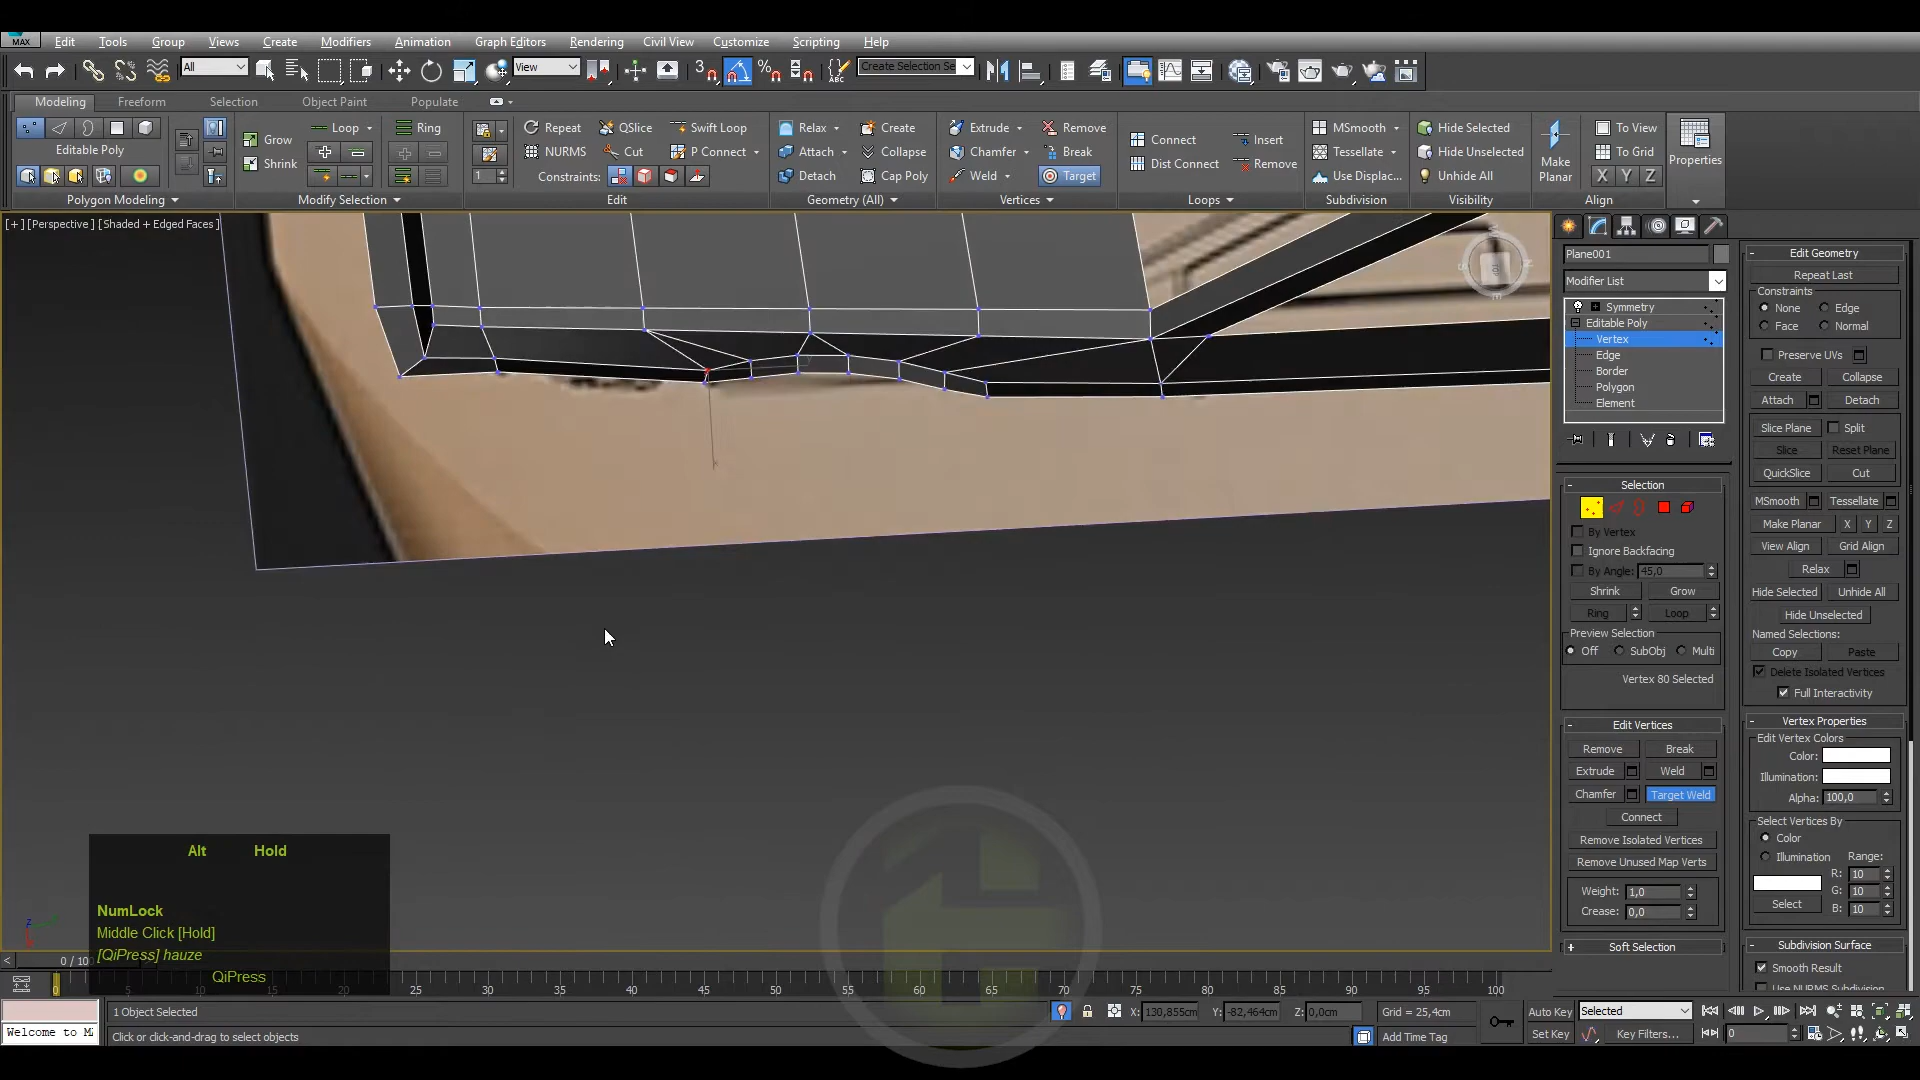 MAX Edit Tools Group Views Create Modifiers Animation Graph Editors Rendering Civil View Customize Scripting Help
All View 3 ABC Create Selection Se
Modeling Freeform Selection Object Paint Populate
Grow Loop Ring Repeat QSlice Swift Loop Relax Create Extrude Remove Connect Insert MSmooth Hide Selected To View
Editable Poly Shrink NURMS Cut P Connect Attach Collapse Chamfer Break Dist Connect Remove Tessellate Hide Unselected Make Planar To Grid Properties
1 Constraints: Detach Cap Poly Weld Target Use Displac... Unhide All X Y Z
Polygon Modeling Modify Selection Edit Geometry (All) Vertices Loops Subdivision Visibility Align
[+] [Perspective] [Shaded + Edged Faces]
Plane001
Modifier List
Symmetry
Editable Poly
Vertex
Edge
Border
Polygon
Element
- Selection
By Vertex
Ignore Backfacing
By Angle: 45,0
Shrink Grow
Ring Loop
Preview Selection
Off SubObj Multi
Vertex 80 Selected
- Edit Vertices
Remove Break
Extrude Weld
Chamfer Target Weld
Connect
Remove Isolated Vertices
Remove Unused Map Verts
Weight: 1,0
Crease: 0,0
+ Soft Selection
- Edit Geometry
Repeat Last
Constraints
None Edge
Face Normal
Preserve UVs
Create Collapse
Attach Detach
Slice Plane Split
Slice Reset Plane
QuickSlice Cut
MSmooth Tessellate
Make Planar X Y Z
View Align Grid Align
Relax
Hide Selected Unhide All
Hide Unselected
Named Selections:
Copy Paste
Delete Isolated Vertices
Full Interactivity
- Vertex Properties
Edit Vertex Colors
Color:
Illumination:
Alpha: 100,0
Select Vertices By
Color
Illumination Range:
R: 10
G: 10
Select B: 10
- Subdivision Surface
Smooth Result
Use NURMS Subdivision
Alt Hold
NumLock
Middle Click [Hold]
[QiPress] hauze
QiPress
< 0 / 100
0 5 10 15 20 25 30 35 40 45 50 55 60 65 70 75 80 85 90 95 100
1 Object Selected X: 130,855cm Y: -82,464cm Z: 0,0cm Grid = 25,4cm Auto Key Selected
Welcome to M Click or click-and-drag to select objects Add Time Tag Set Key Key Filters... 0